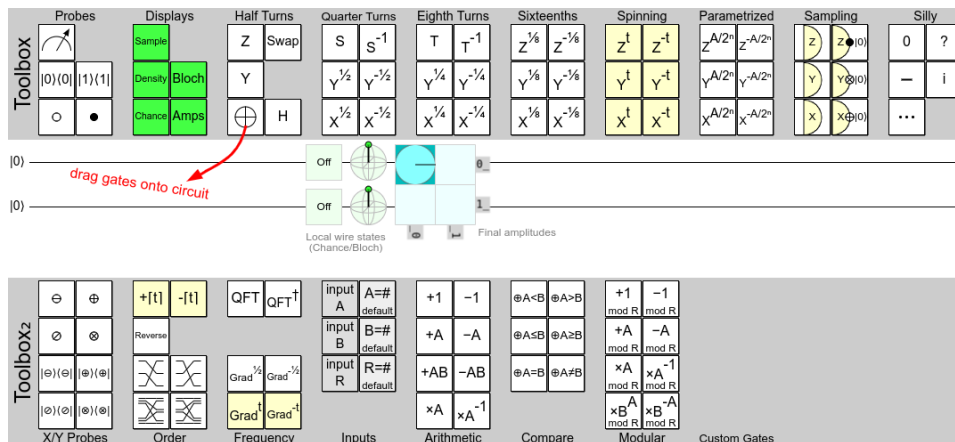 Probes Displays Half Turns Quarter Turns Eighth Turns Sixteenths Spinning Parametrized Sampling Silly
Toolbox
Sample Z Swap S S⁻¹ T T⁻¹ Z⅛ Z⁻⅛ Zᵗ Z⁻ᵗ Z^A/2ⁿ Z^-A/2ⁿ Z Z |0⟩ 0 ?
|0⟩⟨0| |1⟩⟨1| Density Bloch Y Y½ Y⁻½ Y¼ Y⁻¼ Y⅛ Y⁻⅛ Yᵗ Y⁻ᵗ Y^A/2ⁿ Y^-A/2ⁿ Y Y⊗|0⟩ − i
○ ● Chance Amps ⊕ H X½ X⁻½ X¼ X⁻¼ X⅛ X⁻⅛ Xᵗ X⁻ᵗ X^A/2ⁿ X^-A/2ⁿ X X⊕|0⟩ ...
|0⟩ Off 0_
drag gates onto circuit
|0⟩ Off 1_
_0 _1
Local wire states
(Chance/Bloch)
Final amplitudes
Toolbox₂
⊖ ⊕ +[t] -[t] QFT QFT† input A A=# default +1 −1 ⊕A<B ⊕A>B +1 mod R −1 mod R
⊘ ⊗ Reverse input B B=# default +A −A ⊕A≤B ⊕A≥B +A mod R −A mod R
|⊖⟩⟨⊖| |⊕⟩⟨⊕| Grad½ Grad⁻½ input R R=# default +AB −AB ⊕A=B ⊕A≠B ×A mod R ×A⁻¹ mod R
|⊘⟩⟨⊘| |⊗⟩⟨⊗| Gradᵗ Grad⁻ᵗ ×A ×A⁻¹ ×Bᴬ mod R ×B⁻ᴬ mod R
X/Y Probes Order Frequency Inputs Arithmetic Compare Modular Custom Gates